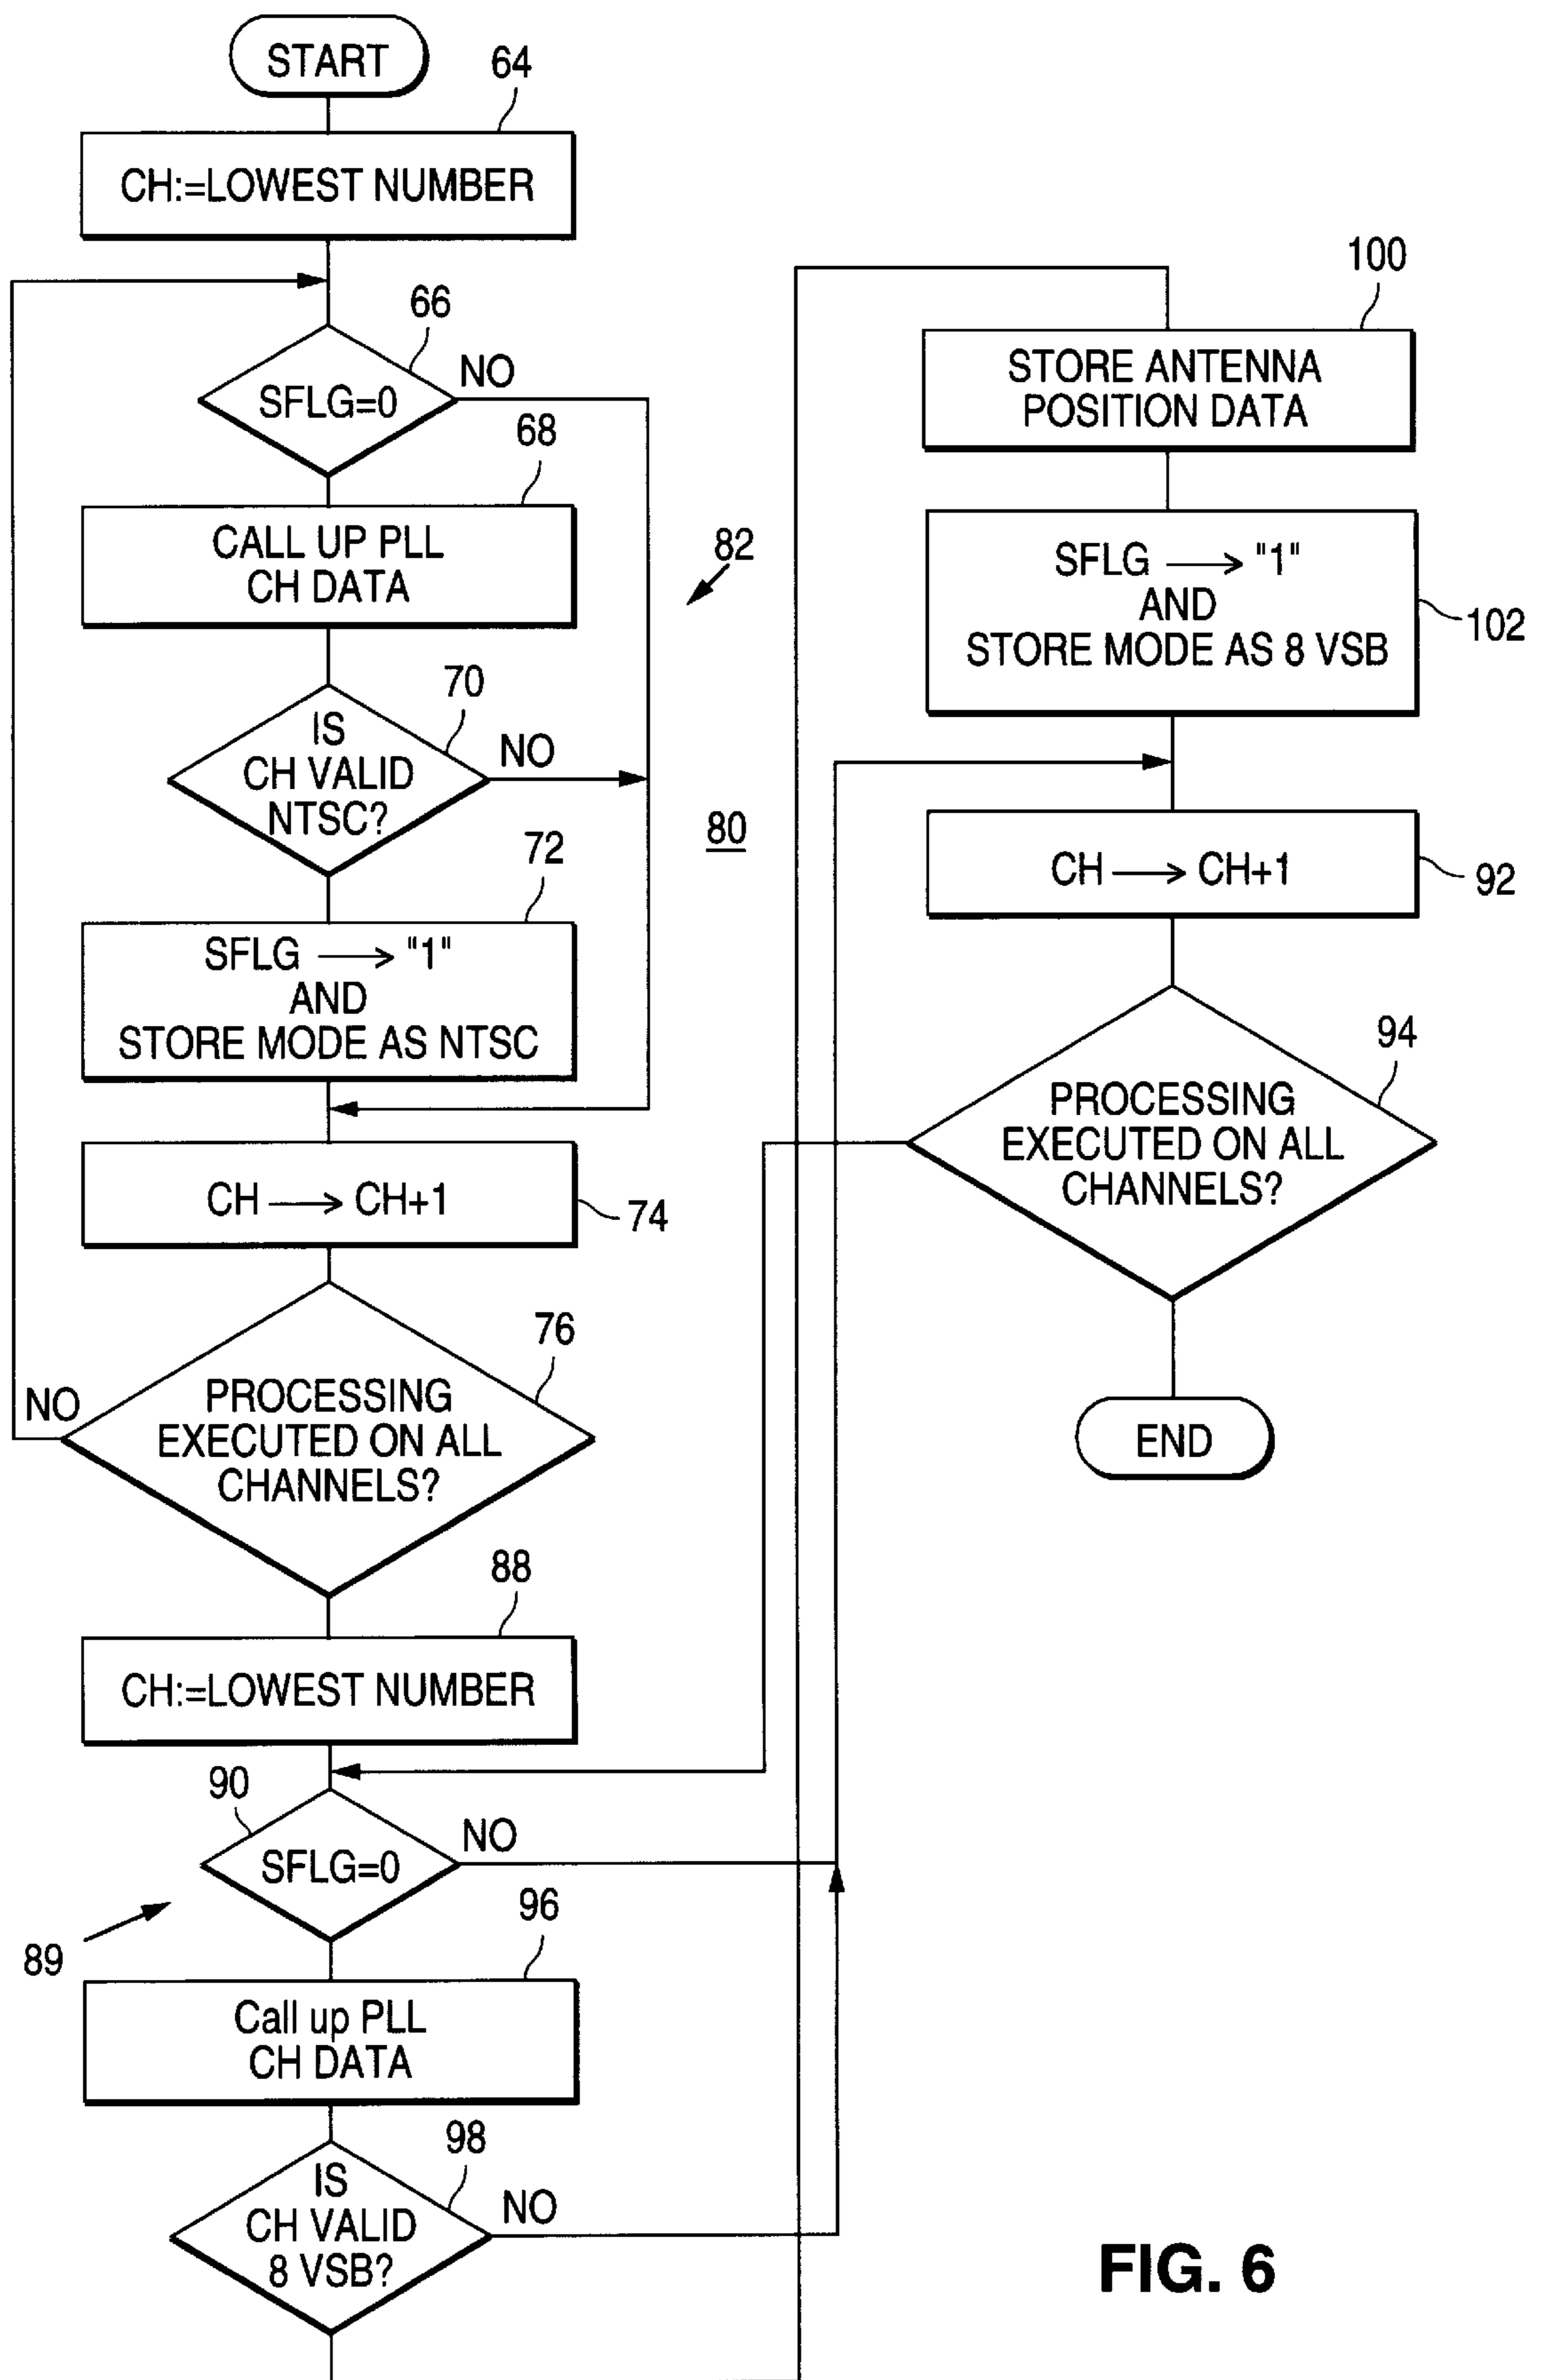 START
64
CH:=LOWEST NUMBER
66
SFLG=0
NO
68
CALL UP PLL
CH DATA
82
70
IS
CH VALID
NTSC?
NO
80
72
SFLG ⟶ "1"
AND
STORE MODE AS NTSC
CH ⟶ CH+1
74
76
NO
PROCESSING
EXECUTED ON ALL
CHANNELS?
88
CH:=LOWEST NUMBER
90
SFLG=0
NO
89
96
Call up PLL
CH DATA
98
IS
CH VALID
8 VSB?
NO
100
STORE ANTENNA
POSITION DATA
SFLG ⟶ "1"
AND
STORE MODE AS 8 VSB
102
CH ⟶ CH+1
92
94
PROCESSING
EXECUTED ON ALL
CHANNELS?
END
FIG. 6